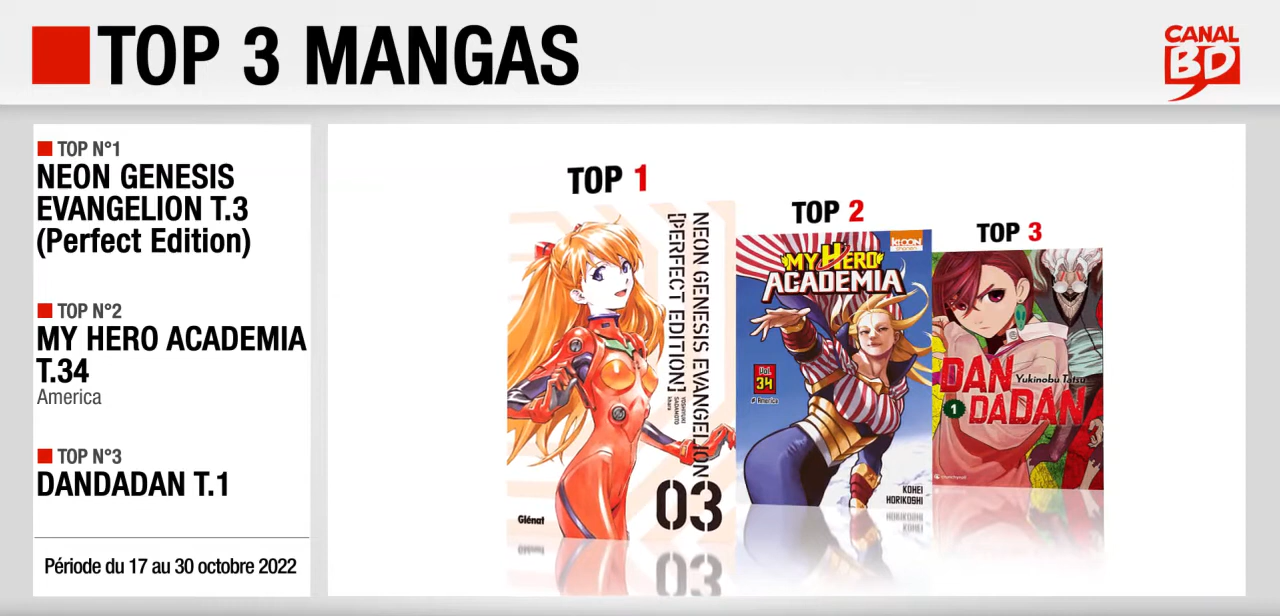 TOP 3 MANGAS
CANAL
BD
TOP N°1
NEON GENESIS
EVANGELION T.3
(Perfect Edition)
TOP N°2
MY HERO ACADEMIA
T.34
America
TOP N°3
DANDADAN T.1
Période du 17 au 30 octobre 2022
TOP 1
NEON GENESIS EVANGELION
[PERFECT EDITION]
YOSHIYUKI
SADAMOTO
khara
03
Glénat
TOP 2
ki-oon
shonen
MY HERO
ACADEMIA
Vol.
34
# America
KOHEI
HORIKOSHI
TOP 3
DAN
Yukinobu Tatsu
1
DADAN
crunchyroll